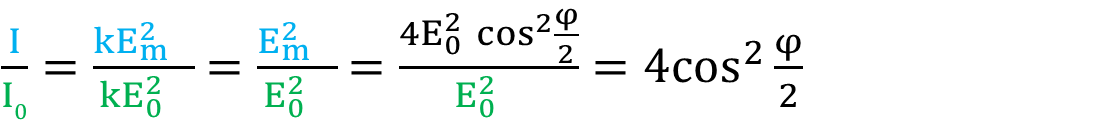 I/I₀ = kE²ₘ/kE²₀ = E²ₘ/E²₀ = 4E²₀ cos² φ/2 / E²₀ = 4cos² φ/2